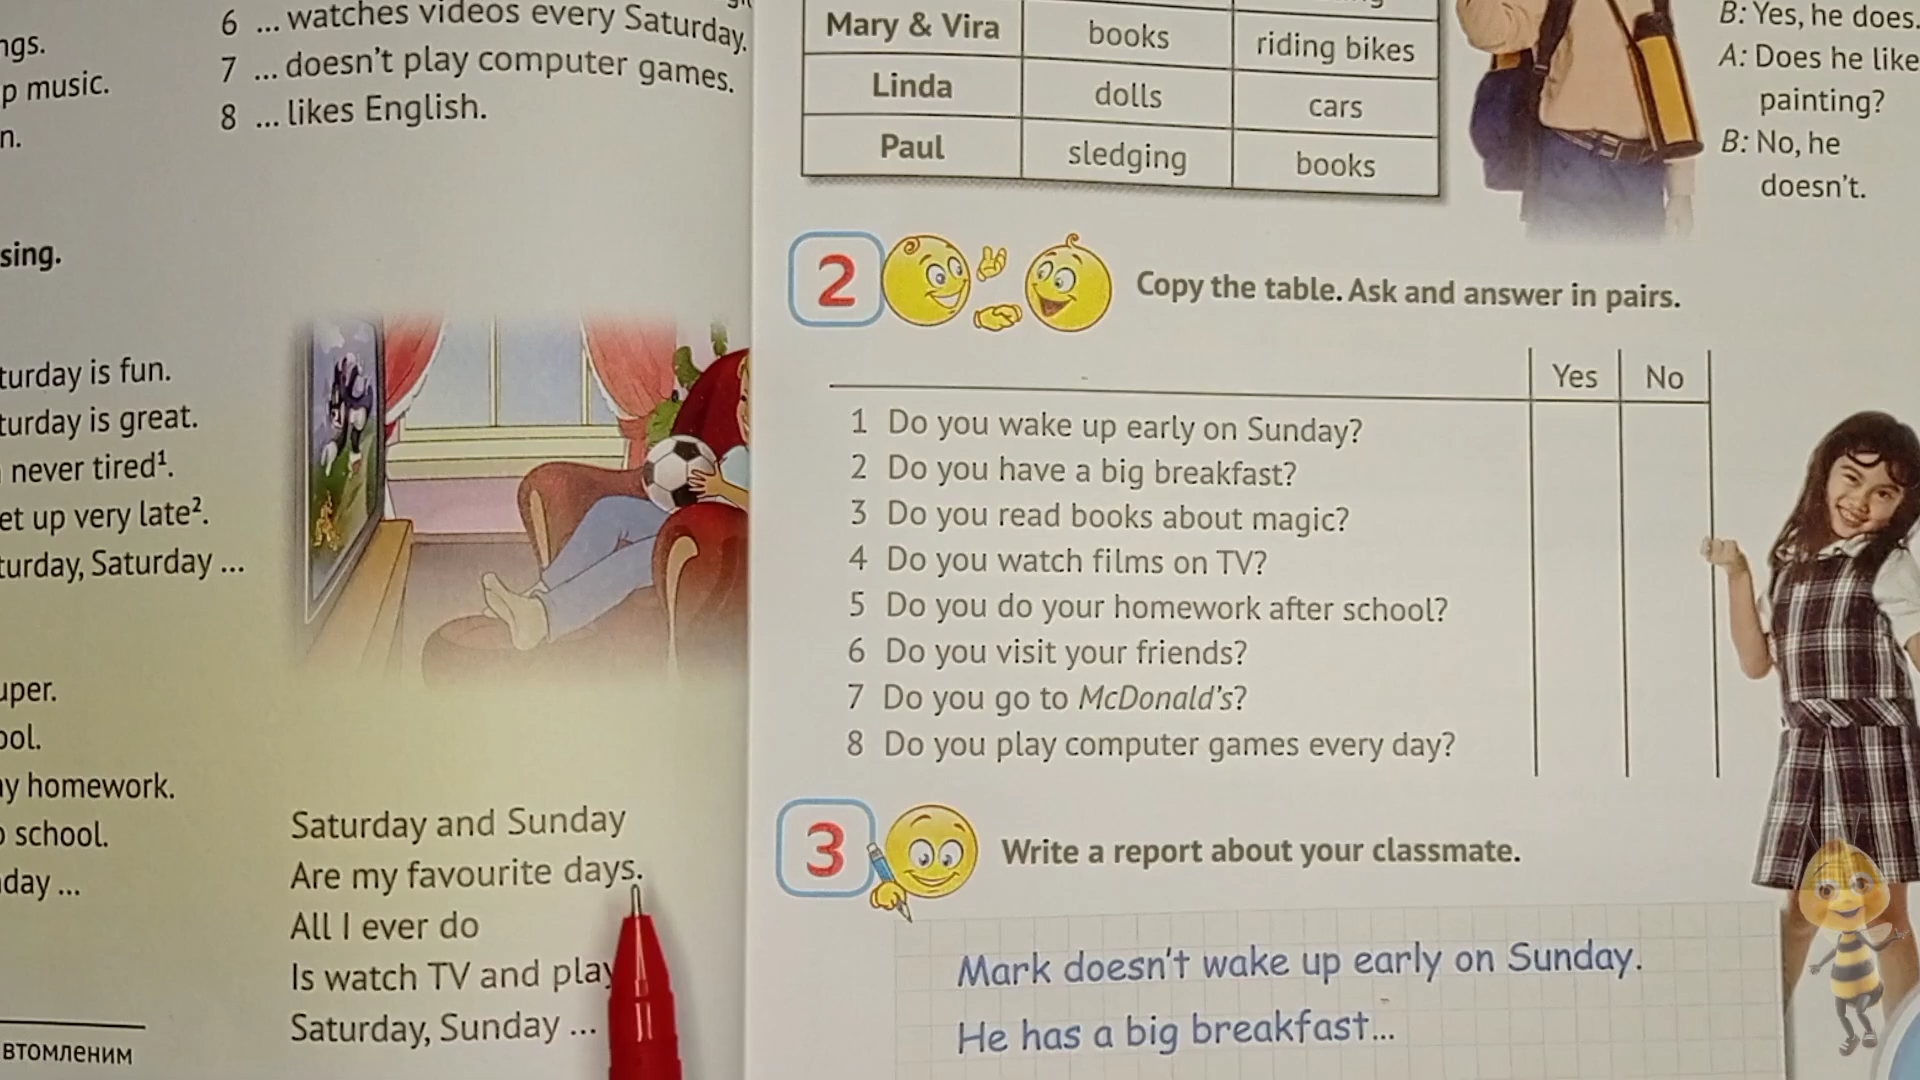 ngs.
p music.
n.
6 ... watches videos every Saturday.
7 ... doesn't play computer games.
8 ... likes English.
sing.
turday is fun.
turday is great.
never tired¹.
et up very late².
turday, Saturday ...
uper.
ool.
y homework.
o school.
day ...
втомленим
Saturday and Sunday
Are my favourite days.
All I ever do
Is watch TV and play
Saturday, Sunday ...
Mary & Vira books riding bikes
Linda dolls cars
Paul sledging books
B: Yes, he does.
A: Does he like
painting?
B: No, he
doesn't.
2 Copy the table. Ask and answer in pairs.
Yes No
1 Do you wake up early on Sunday?
2 Do you have a big breakfast?
3 Do you read books about magic?
4 Do you watch films on TV?
5 Do you do your homework after school?
6 Do you visit your friends?
7 Do you go to McDonald's?
8 Do you play computer games every day?
3 Write a report about your classmate.
Mark doesn't wake up early on Sunday.
He has a big breakfast...